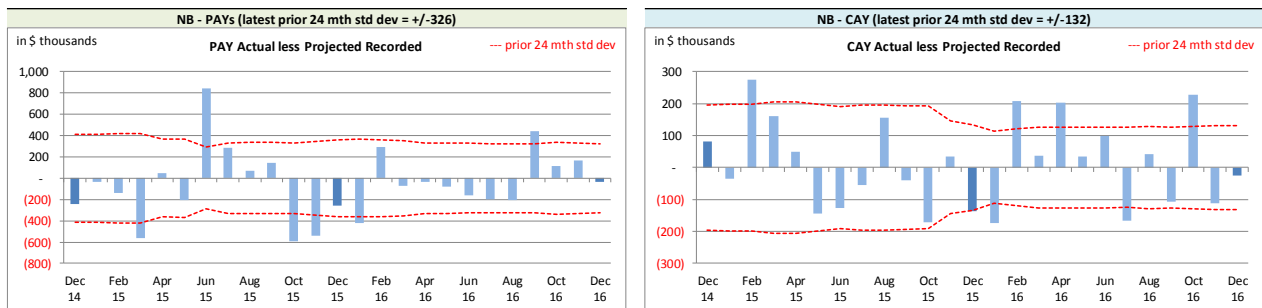 NB - PAYs (latest prior 24 mth std dev = +/-326)
in $ thousands
PAY Actual less Projected Recorded
--- prior 24 mth std dev
1,000
800
600
400
200
-
(200)
(400)
(600)
(800)
Dec 14
Feb 15
Apr 15
Jun 15
Aug 15
Oct 15
Dec 15
Feb 16
Apr 16
Jun 16
Aug 16
Oct 16
Dec 16
NB - CAY (latest prior 24 mth std dev = +/-132)
in $ thousands
CAY Actual less Projected Recorded
--- prior 24 mth std dev
300
200
100
-
(100)
(200)
(300)
Dec 14
Feb 15
Apr 15
Jun 15
Aug 15
Oct 15
Dec 15
Feb 16
Apr 16
Jun 16
Aug 16
Oct 16
Dec 16